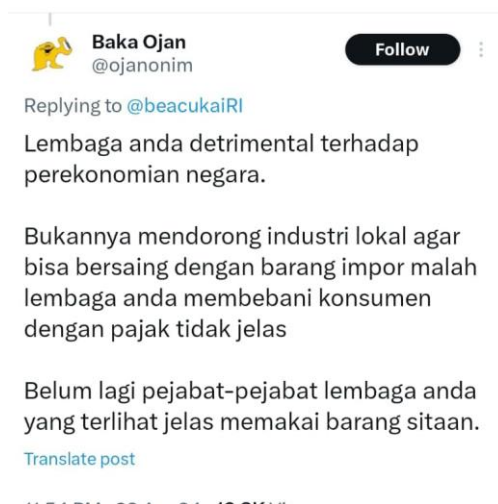 Baka Ojan
@ojanonim
Follow
Replying to @beacukaiRI
Lembaga anda detrimental terhadap
perekonomian negara.
Bukannya mendorong industri lokal agar
bisa bersaing dengan barang impor malah
lembaga anda membebani konsumen
dengan pajak tidak jelas
Belum lagi pejabat-pejabat lembaga anda
yang terlihat jelas memakai barang sitaan.
Translate post